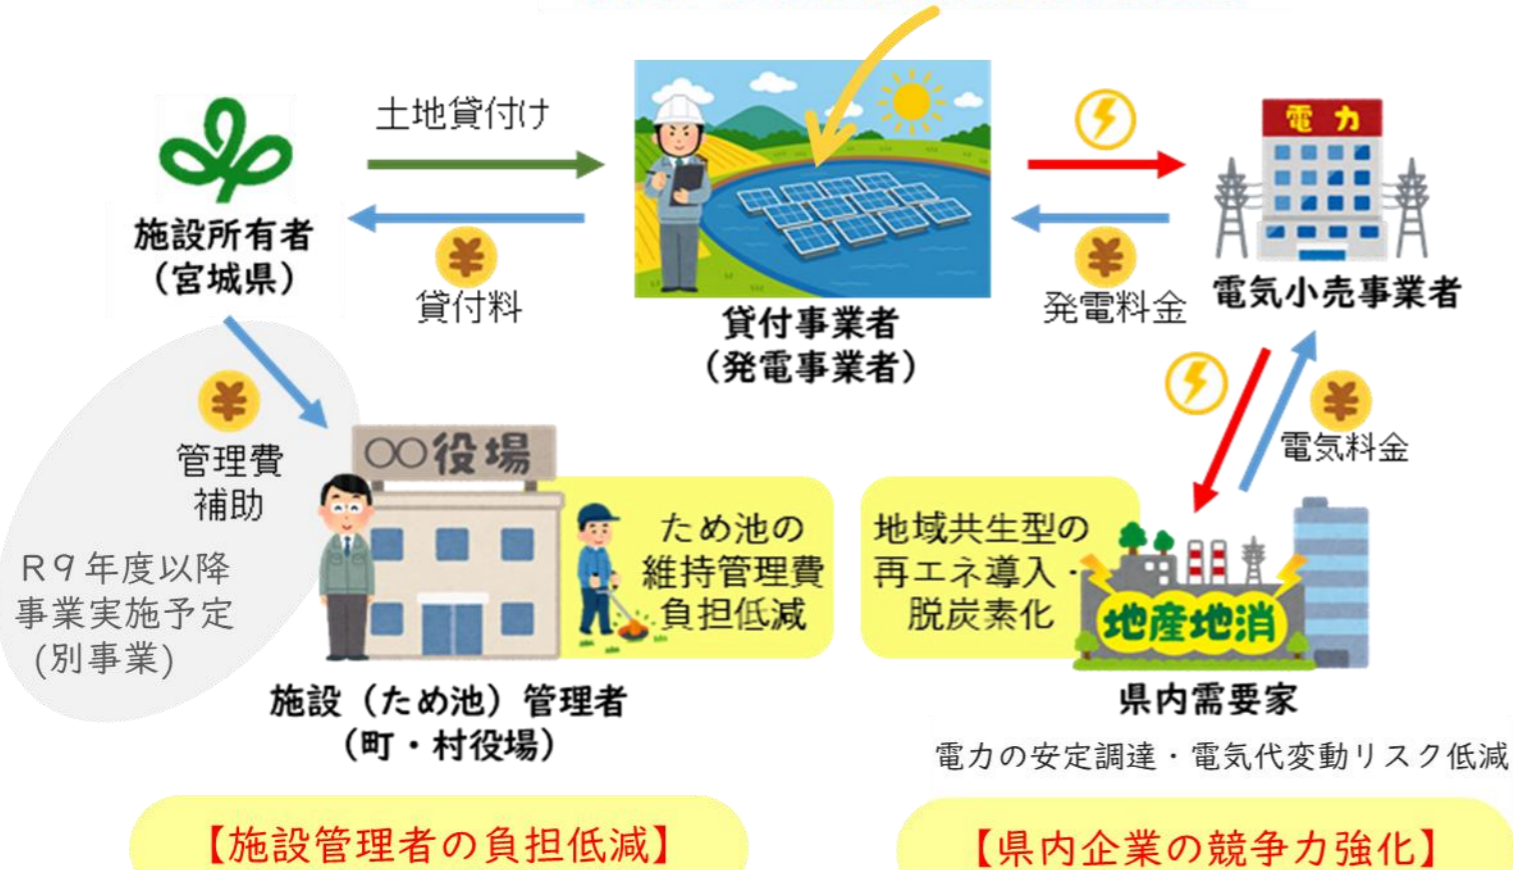 土地貸付け
電力
施設所有者
(宮城県)
¥
貸付料
貸付事業者
(発電事業者)
¥
発電料金
電気小売事業者
¥
管理費
補助
R9年度以降
事業実施予定
(別事業)
○○役場
ため池の
維持管理費
負担低減
施設(ため池)管理者
(町・村役場)
¥
電気料金
地域共生型の
再エネ導入・
脱炭素化
地産地消
県内需要家
電力の安定調達・電気代変動リスク低減
【施設管理者の負担低減】
【県内企業の競争力強化】